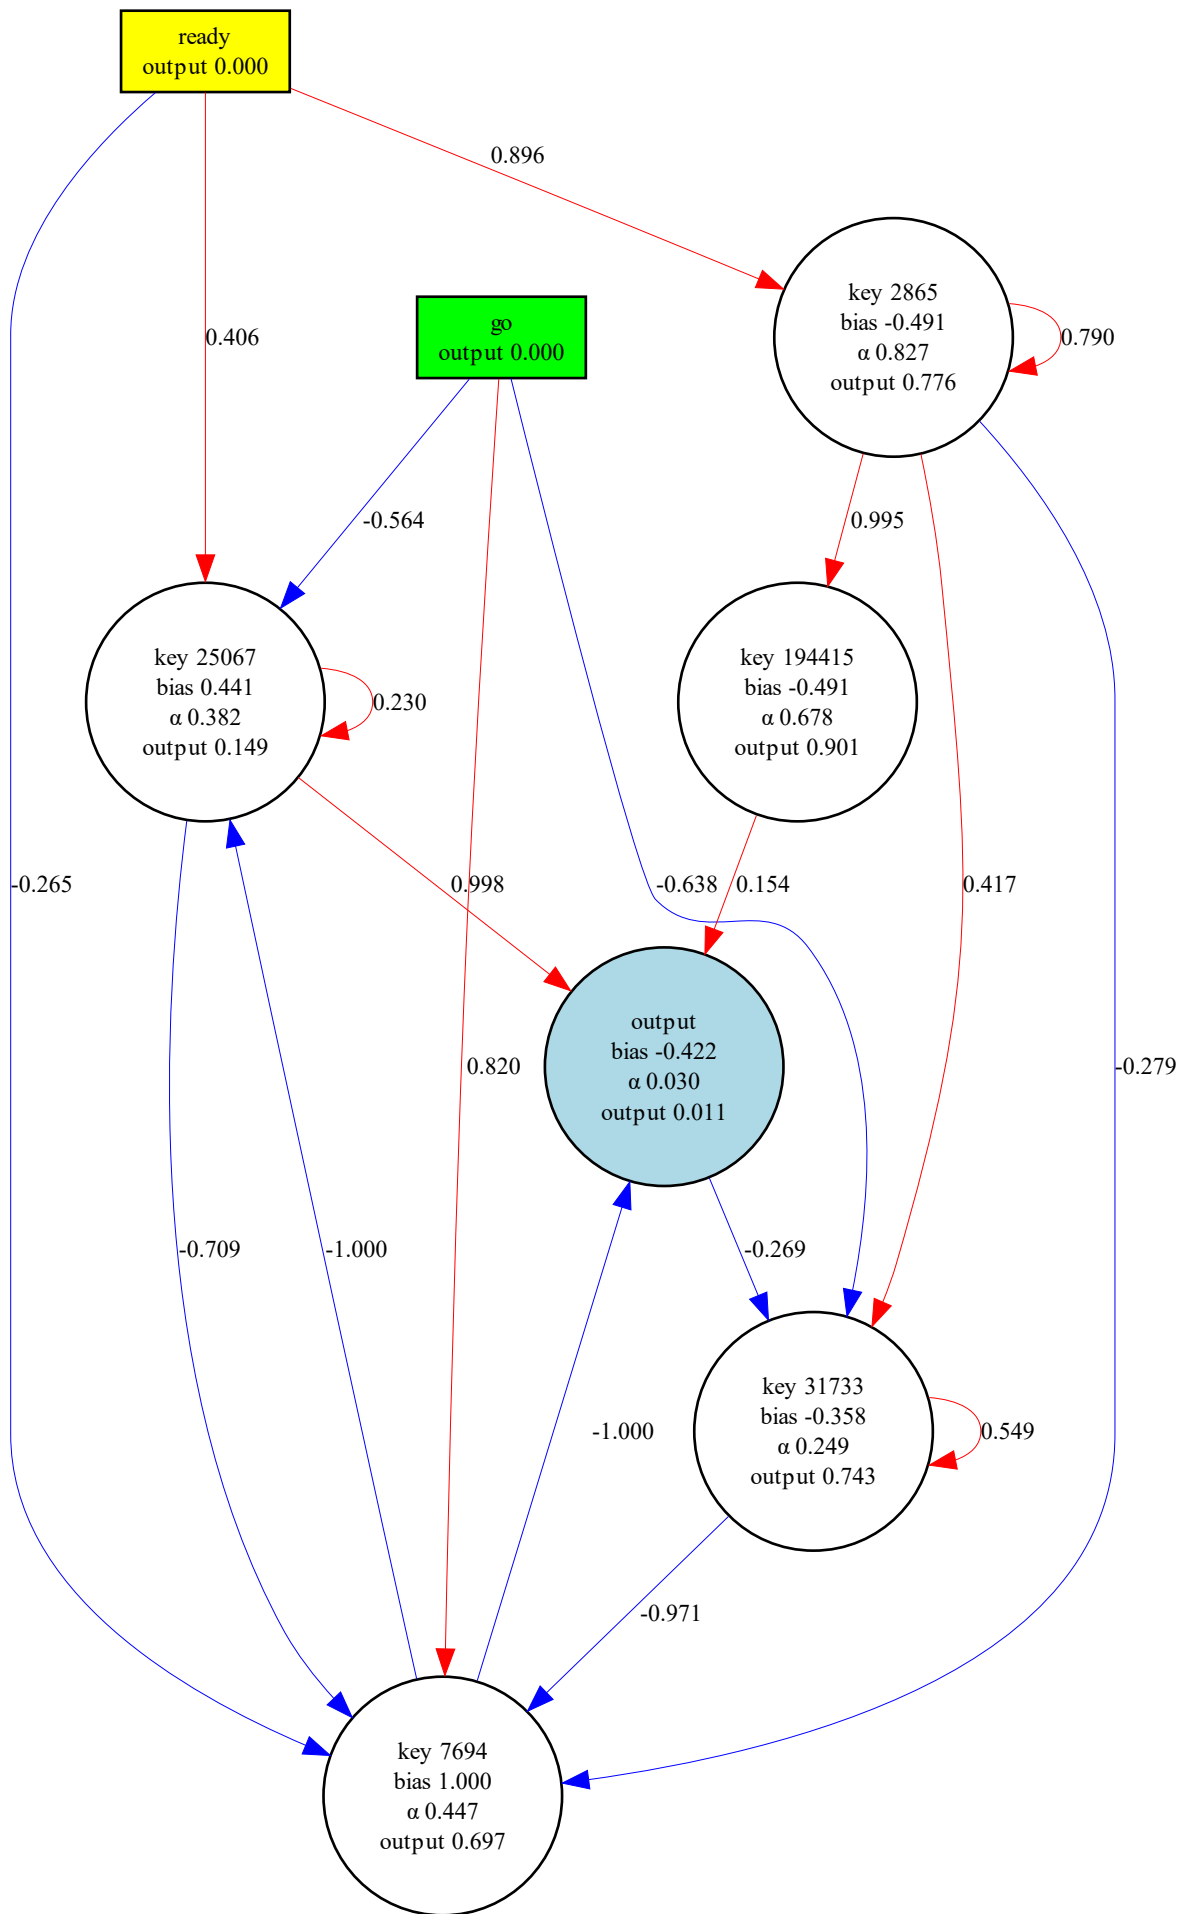 ready
output 0.000
0.896
key 2865
bias -0.491
α 0.827
output 0.776
0.790
go
output 0.000
0.406
-0.564
0.995
key 25067
bias 0.441
α 0.382
output 0.149
0.230
key 194415
bias -0.491
α 0.678
output 0.901
-0.265
0.998
-0.638
0.154
0.417
output
bias -0.422
α 0.030
output 0.011
0.820
-0.279
-0.709
-1.000
-0.269
key 31733
bias -0.358
α 0.249
output 0.743
0.549
-1.000
-0.971
key 7694
bias 1.000
α 0.447
output 0.697